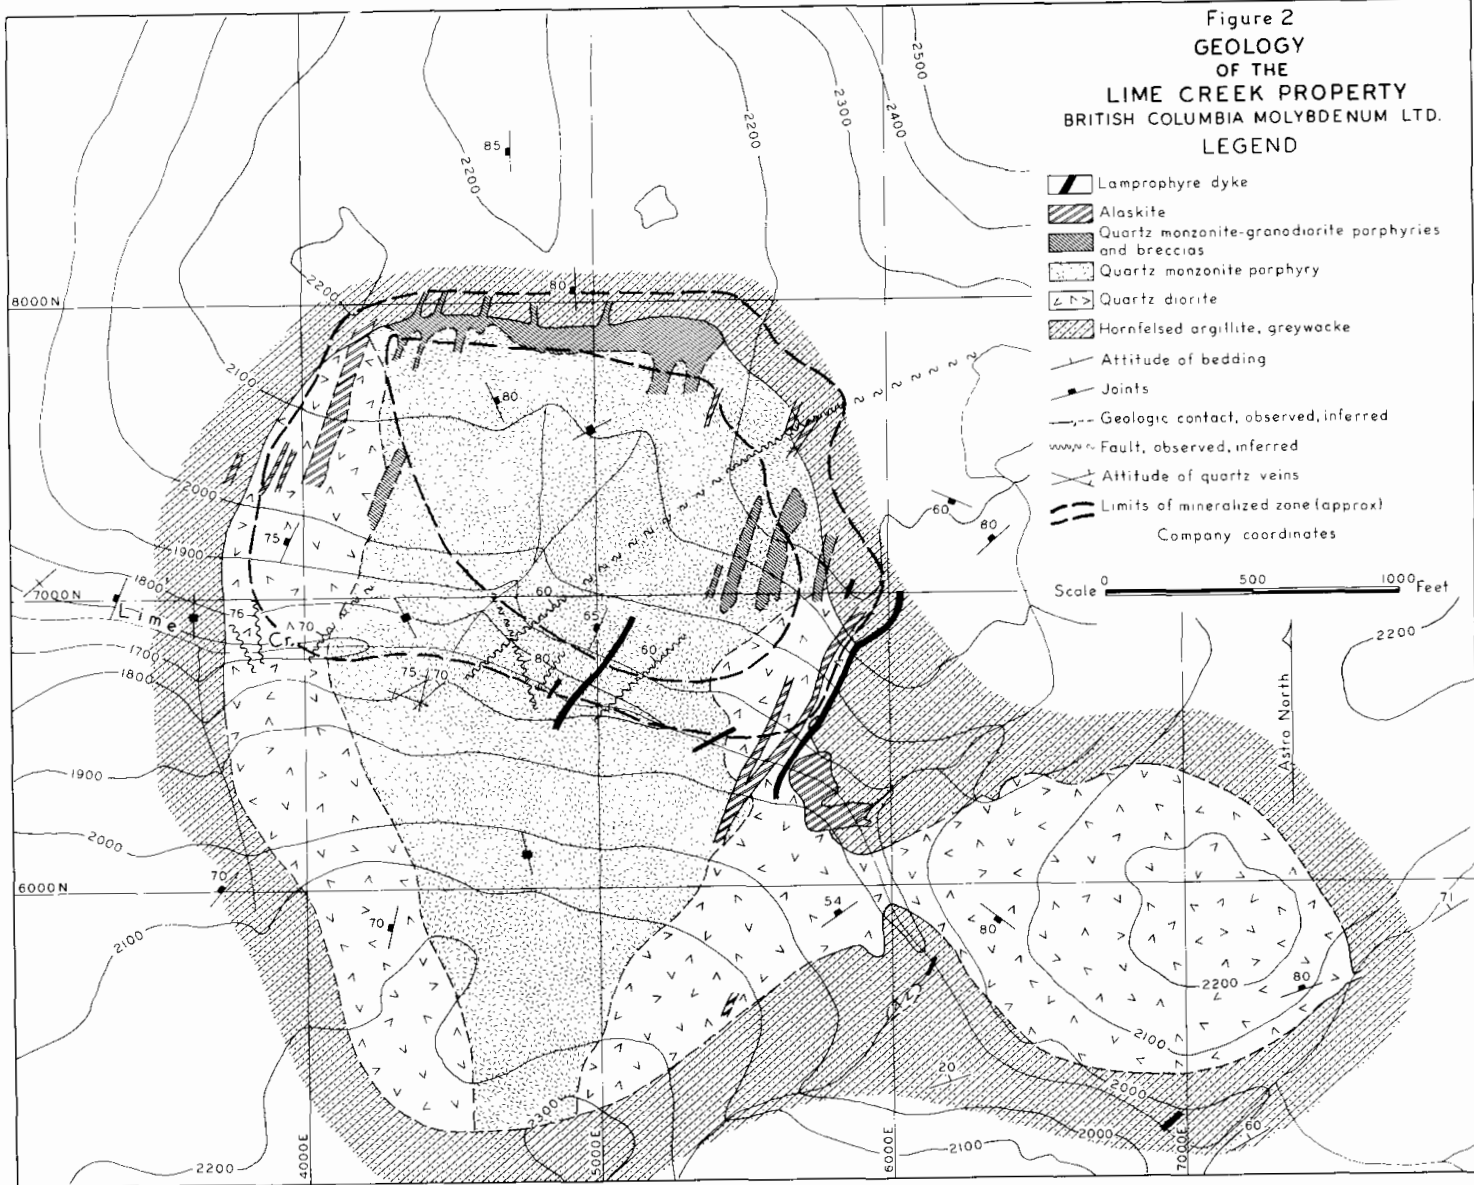 Figure 2
GEOLOGY
OF THE
LIME CREEK PROPERTY
BRITISH COLUMBIA MOLYBDENUM LTD.
LEGEND
Lamprophyre dyke
Alaskite
Quartz monzonite-granodiorite porphyries
and breccias
Quartz monzonite porphyry
Quartz diorite
Hornfelsed argillite, greywacke
Attitude of bedding
Joints
Geologic contact, observed, inferred
Fault, observed, inferred
Attitude of quartz veins
Limits of mineralized zone (approx)
Company coordinates
Scale 0 500 1000 Feet
Astro North
2500
2400
2300
2200
85
2200
2200
80
8000N
2100
80
2000
60
80
75
1900
1800
7000N
Lime
Cr.
76
70
60
65
60
80
75
70
1700
1800
2200
1900
2000
6000N
70
70
54
80
71
80
2200
2100
2100
20
2000
2300
60
2200
2100
2000
4000E
5000E
6000E
7000E